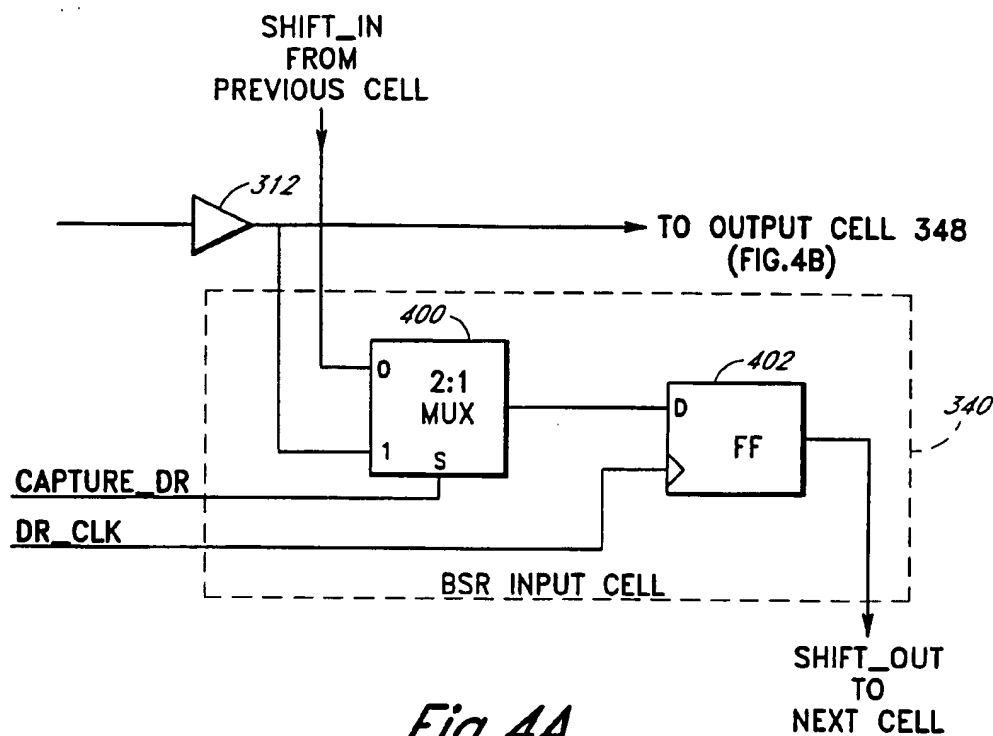 SHIFT_IN
FROM
PREVIOUS CELL
312
TO OUTPUT CELL 348
(FIG.4B)
400
0
2:1
MUX
1
S
402
D
FF
340
CAPTURE_DR
DR_CLK
BSR INPUT CELL
SHIFT_OUT
TO
NEXT CELL
Fig. 4A